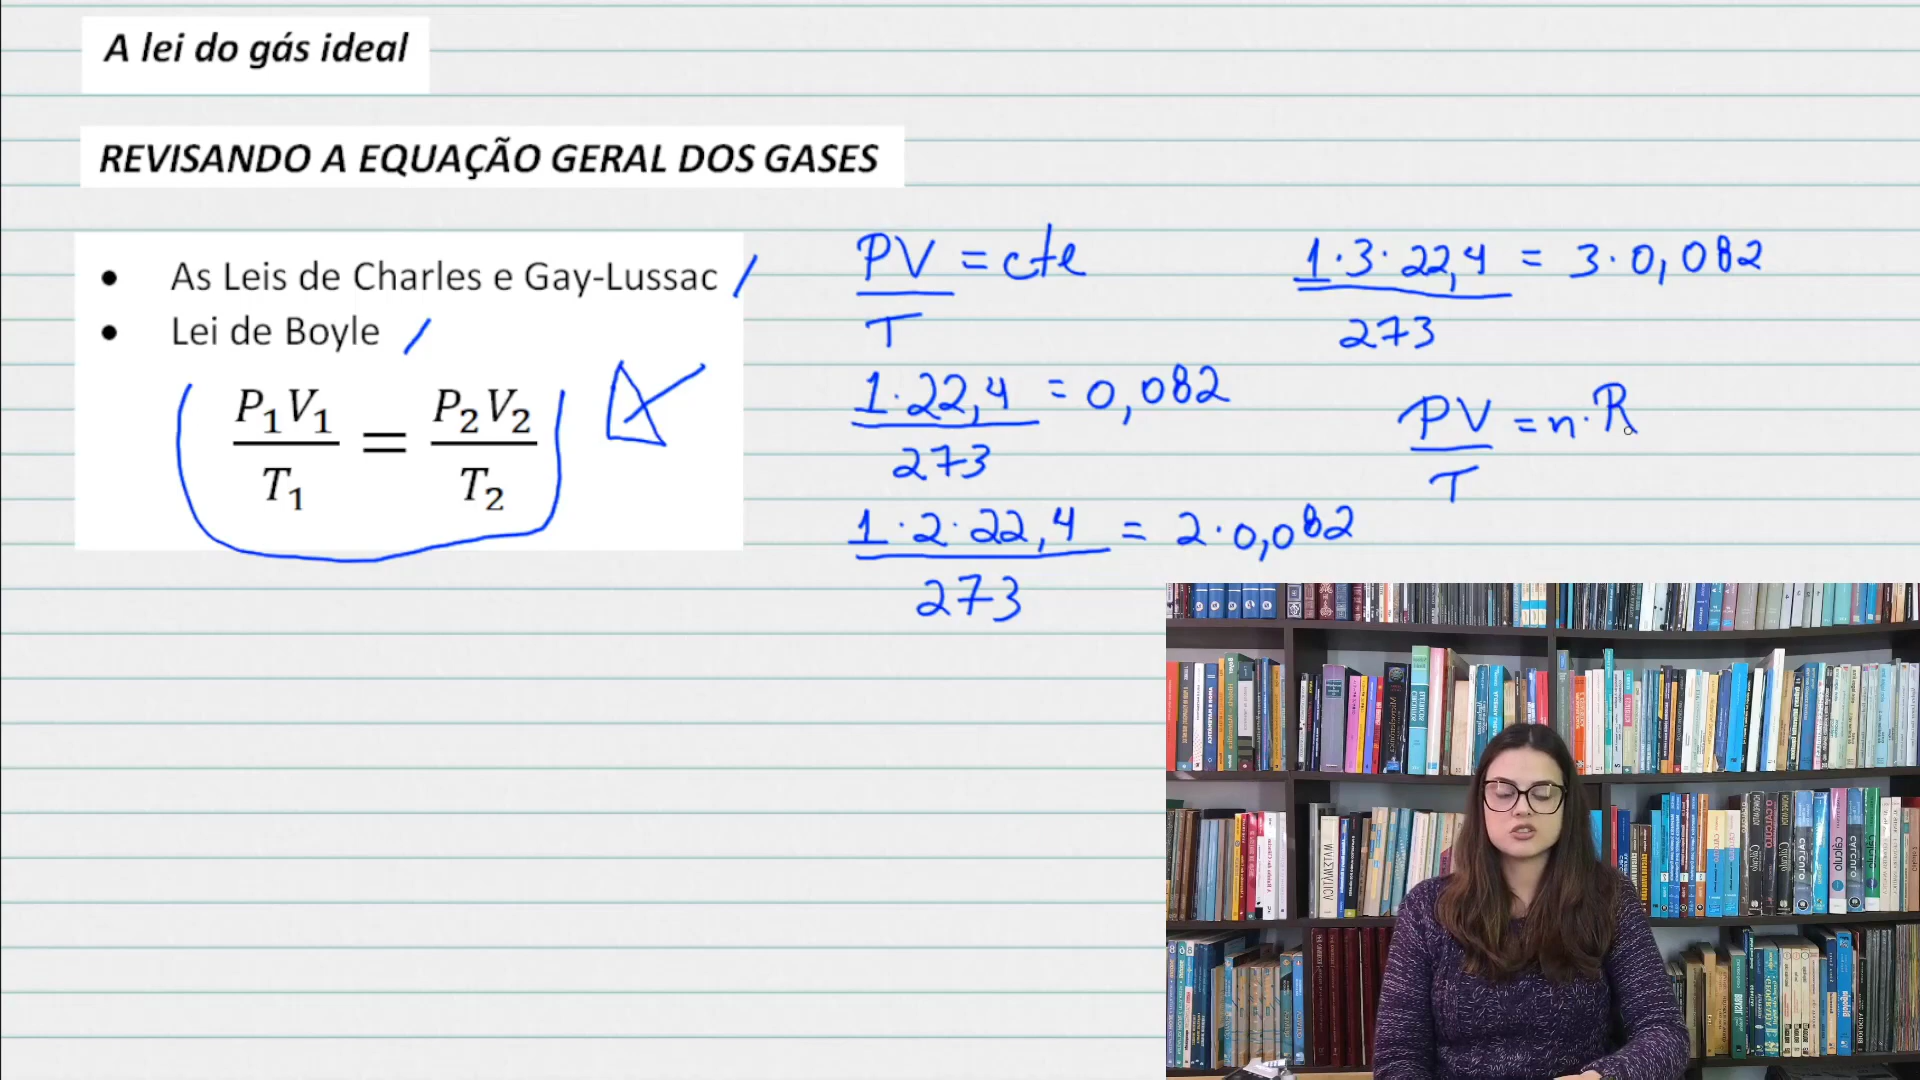 A lei do gás ideal
REVISANDO A EQUAÇÃO GERAL DOS GASES
• As Leis de Charles e Gay-Lussac
• Lei de Boyle
P₁V₁/T₁ = P₂V₂/T₂
PV/T = cte
1·22,4/273 = 0,082
1·2·22,4/273 = 2·0,082
1·3·22,4/273 = 3·0,082
PV/T = n·R